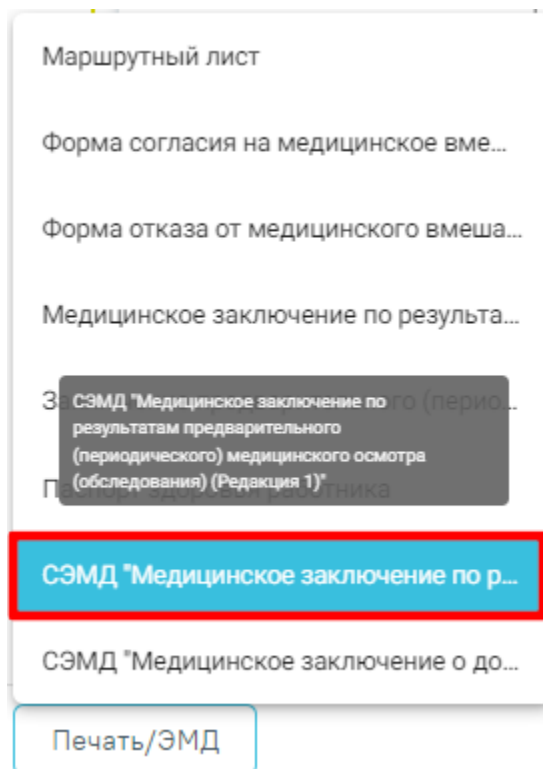 Маршрутный лист
Форма согласия на медицинское вме...
Форма отказа от медицинского вмеша...
Медицинское заключение по результа...
СЭМД "Медицинское заключение по
результатам предварительного
(периодического) медицинского осмотра
(обследования) (Редакция 1)"
Паспорт здоровья работника
СЭМД "Медицинское заключение по р...
СЭМД "Медицинское заключение о до...
Печать/ЭМД